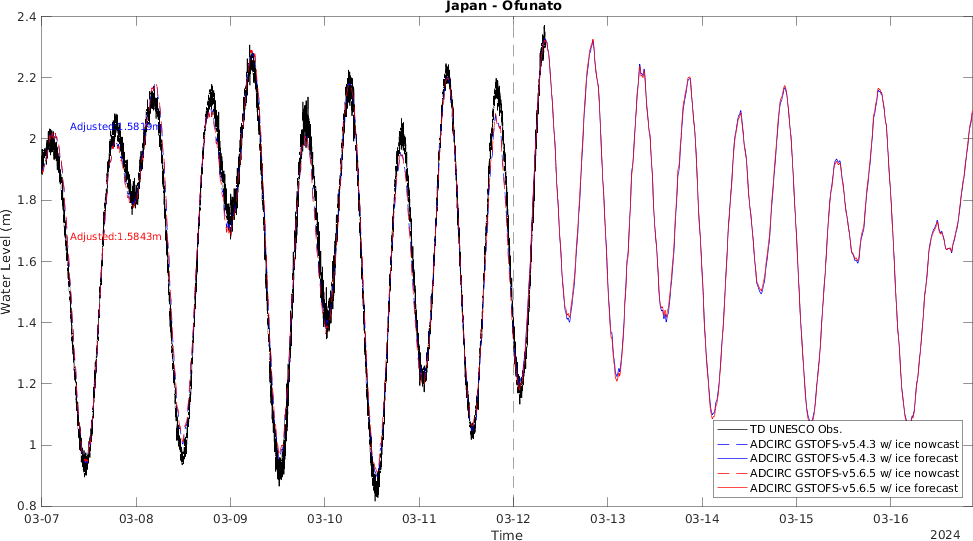 Japan - Ofunato
2.4
2.2
2
1.8
1.6
1.4
1.2
1
0.8
Water Level (m)
Adjusted:1.5843m
TD UNESCO Obs.
ADCIRC GSTOFS-v5.4.3 w/ ice nowcast
ADCIRC GSTOFS-v5.4.3 w/ ice forecast
ADCIRC GSTOFS-v5.6.5 w/ ice nowcast
ADCIRC GSTOFS-v5.6.5 w/ ice forecast
03-07 03-08 03-09 03-10 03-11 03-12 03-13 03-14 03-15 03-16
Time
2024